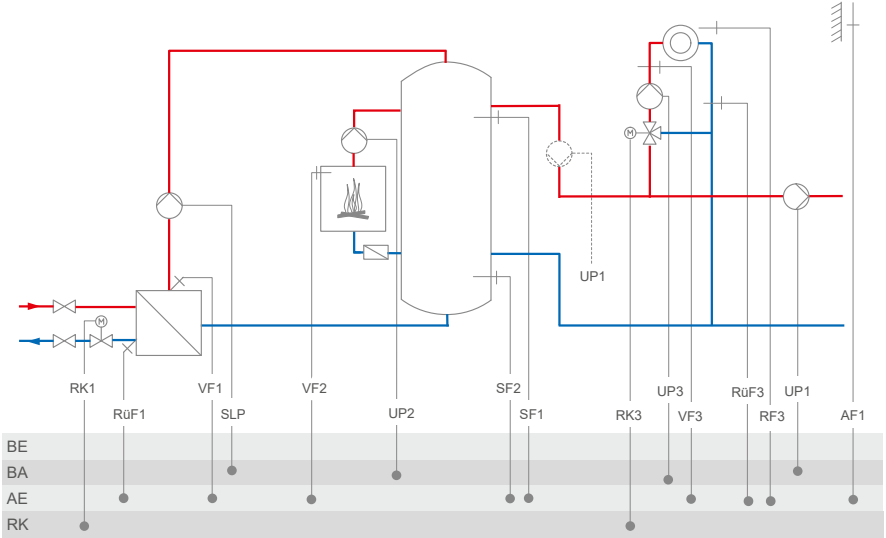 M
UP1
M
RK1
VF1
VF2
SF2
UP3
RüF3
UP1
RüF1
SLP
UP2
SF1
RK3
VF3
RF3
AF1
BE
BA
AE
RK